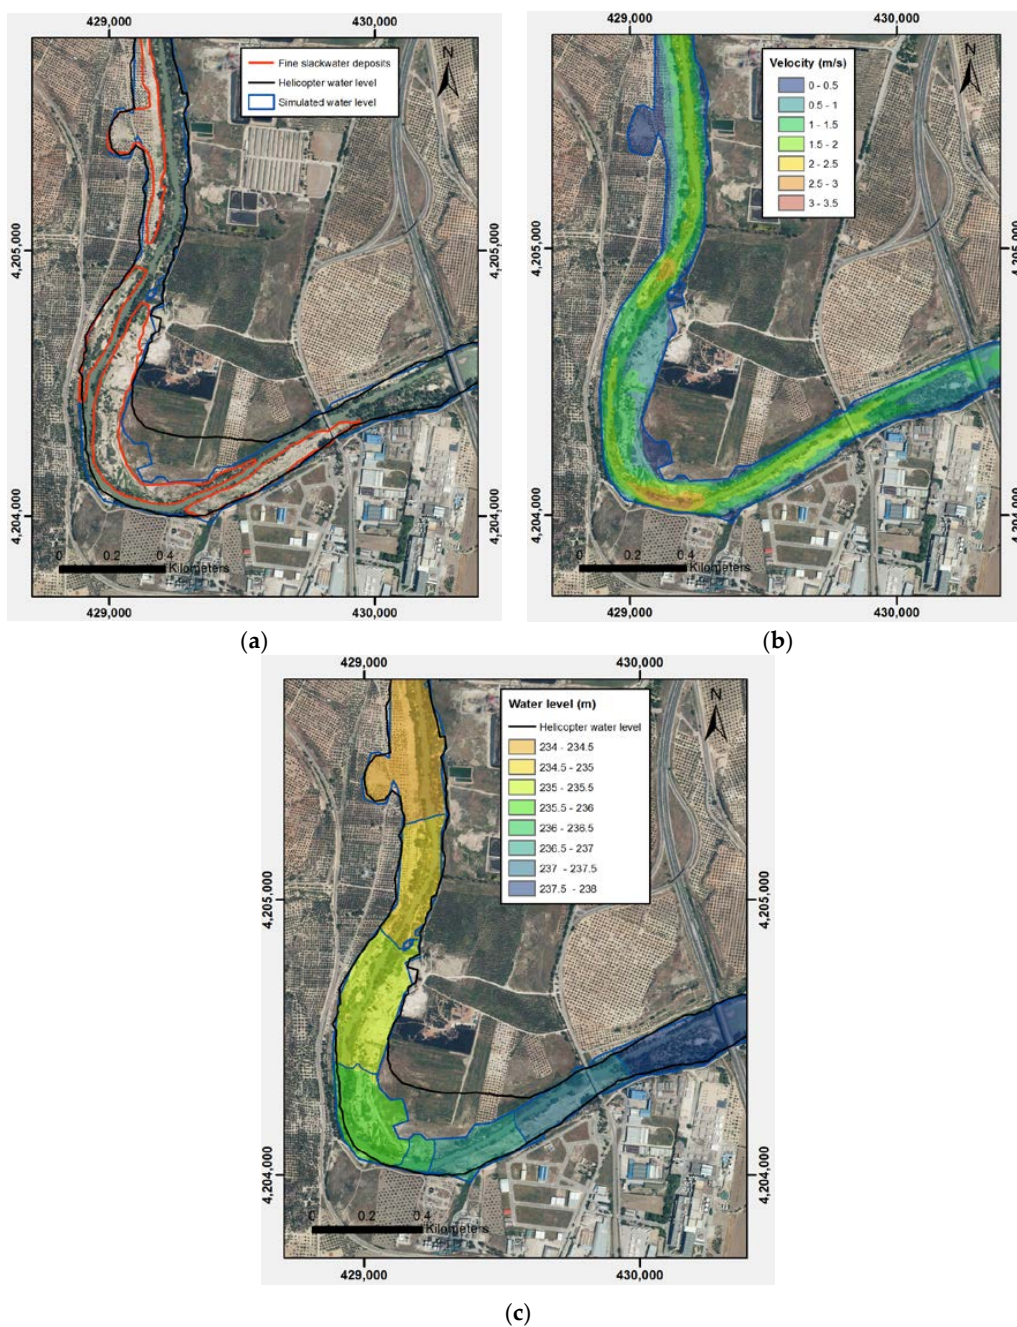 429,000
430,000
N
Fine slackwater deposits
Helicopter water level
Simulated water level
4,205,000
4,205,000
4,204,000
4,204,000
0 0.2 0.4
Kilometers
429,000
430,000
(a)
429,000
430,000
N
Velocity (m/s)
0 - 0.5
0.5 - 1
1 - 1.5
1.5 - 2
2 - 2.5
2.5 - 3
3 - 3.5
4,205,000
4,205,000
4,204,000
4,204,000
0 0.2 0.4
Kilometers
429,000
430,000
(b)
429,000
430,000
N
Water level (m)
Helicopter water level
234 - 234.5
234.5 - 235
235 - 235.5
235.5 - 236
236 - 236.5
236.5 - 237
237 - 237.5
237.5 - 238
4,205,000
4,205,000
4,204,000
4,204,000
0 0.2 0.4
Kilometers
429,000
430,000
(c)